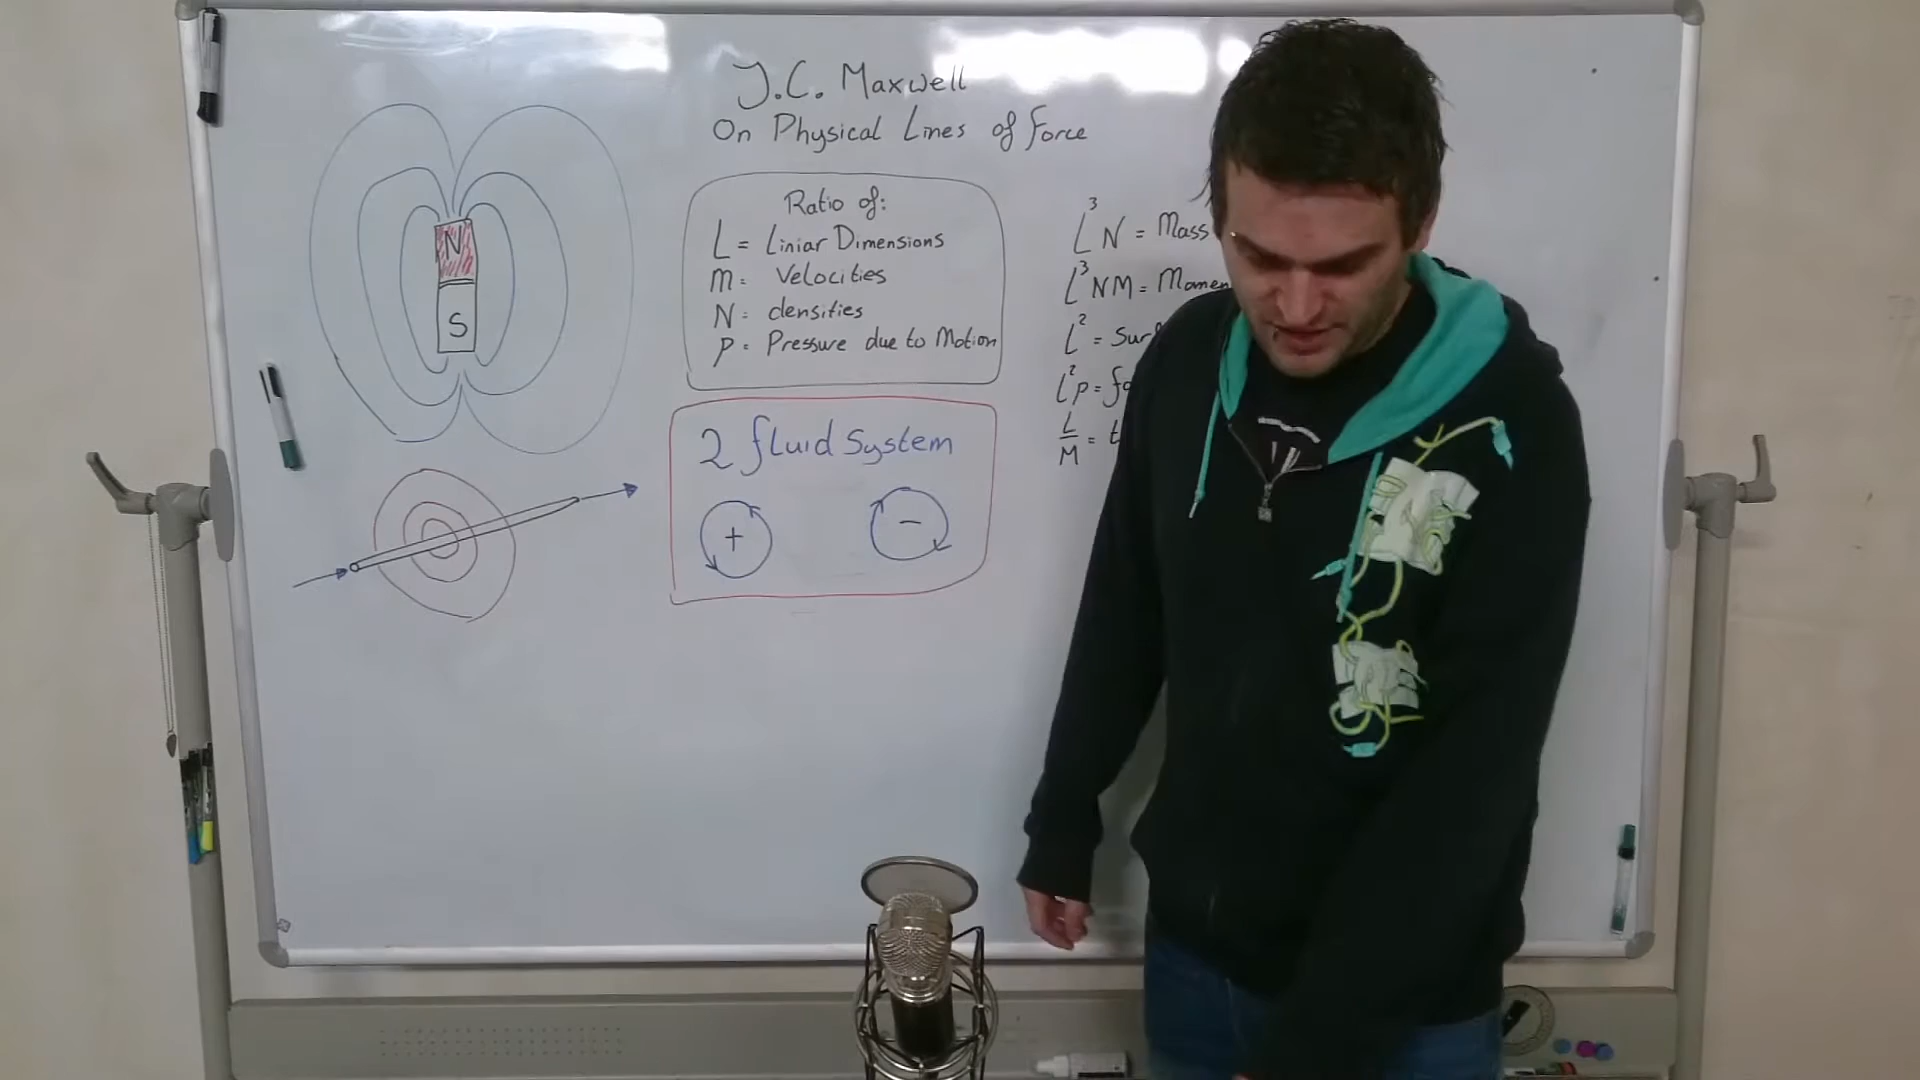 J.C. Maxwell
On Physical Lines of Force
N
S
Ratio of:
L = Liniar Dimensions
M = Velocities
N = densities
P = Pressure due to Motion
2 fluid System
+ -
L³N = Mass
L³NM = Momen
L² = Sur
L²P = fo
L/M = t